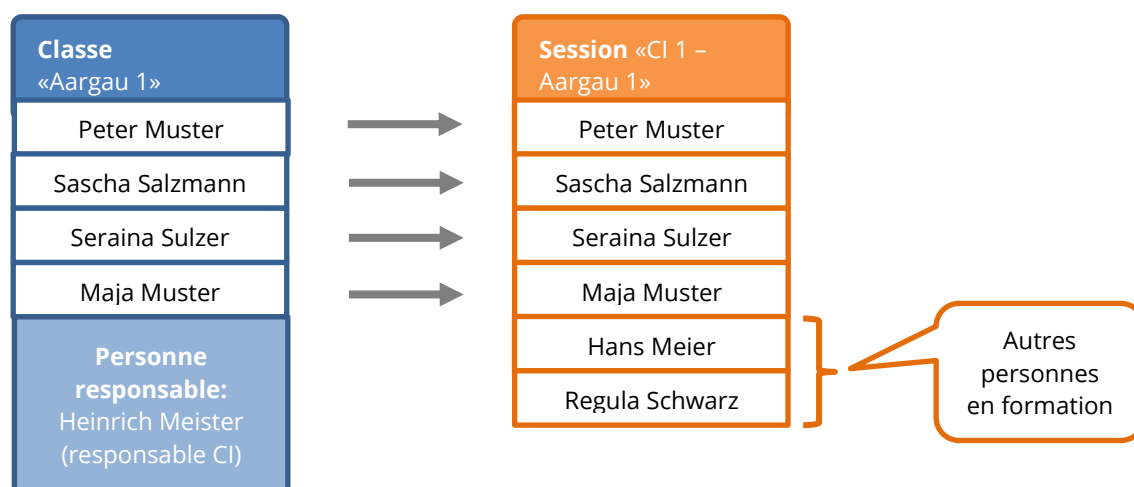 Classe
«Aargau 1»
Peter Muster
Sascha Salzmann
Seraina Sulzer
Maja Muster
Personne
responsable:
Heinrich Meister
(responsable CI)
Session «CI 1 –
Aargau 1»
Peter Muster
Sascha Salzmann
Seraina Sulzer
Maja Muster
Hans Meier
Regula Schwarz
Autres
personnes
en formation